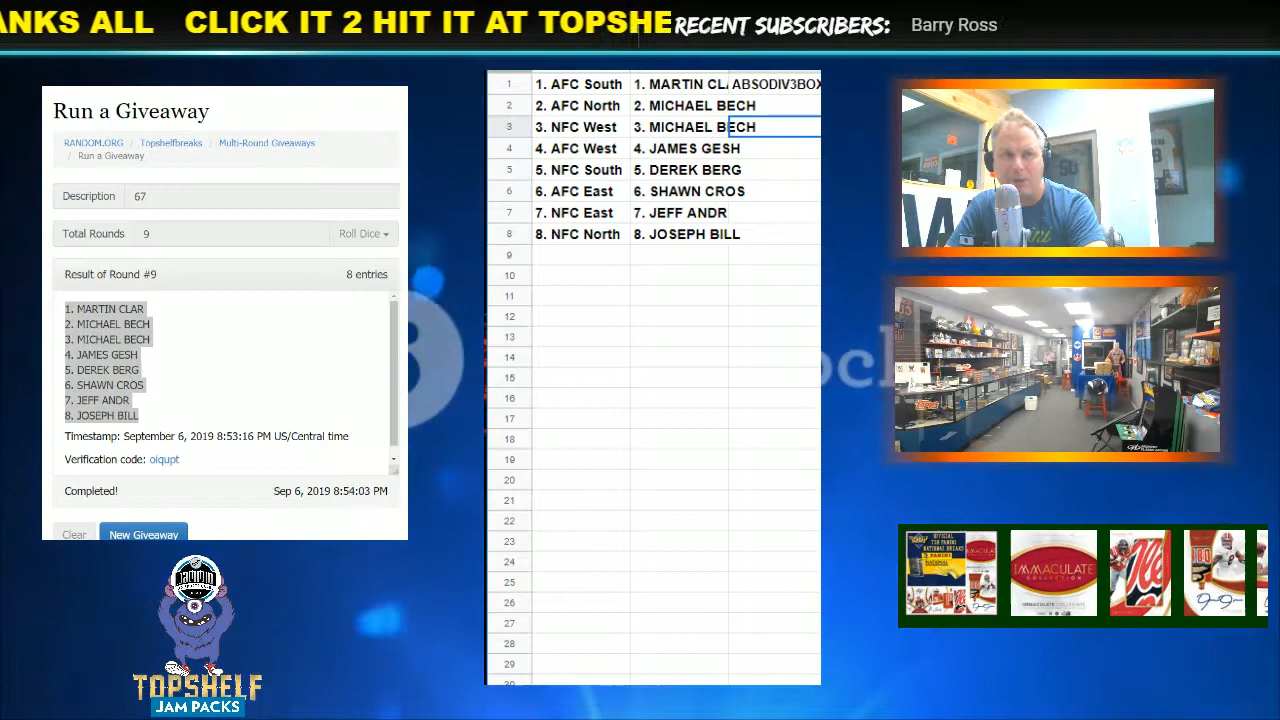 ANKS ALL CLICK IT 2 HIT IT AT TOPSHE
RECENT SUBSCRIBERS: Barry Ross
Run a Giveaway
RANDOM.ORG / Topshelfbreaks / Multi-Round Giveaways
/ Run a Giveaway
Description 67
Total Rounds 9 Roll Dice
Result of Round #9 8 entries
1. MARTIN CLAR
2. MICHAEL BECH
3. MICHAEL BECH
4. JAMES GESH
5. DEREK BERG
6. SHAWN CROS
7. JEFF ANDR
8. JOSEPH BILL
Timestamp: September 6, 2019 8:53:16 PM US/Central time
Verification code: oiqupt
Completed! Sep 6, 2019 8:54:03 PM
Clear New Giveaway
TOPSHELF
JAM PACKS
1 1. AFC South 1. MARTIN CLA ABSODIV3BOX
2 2. AFC North 2. MICHAEL BECH
3 3. NFC West 3. MICHAEL BECH
4 4. AFC West 4. JAMES GESH
5 5. NFC South 5. DEREK BERG
6 6. AFC East 6. SHAWN CROS
7 7. NFC East 7. JEFF ANDR
8 8. NFC North 8. JOSEPH BILL
9
10
11
12
13
14
15
16
17
18
19
20
21
22
23
24
25
26
27
28
29
30
IMMACULATE
COLLECTION